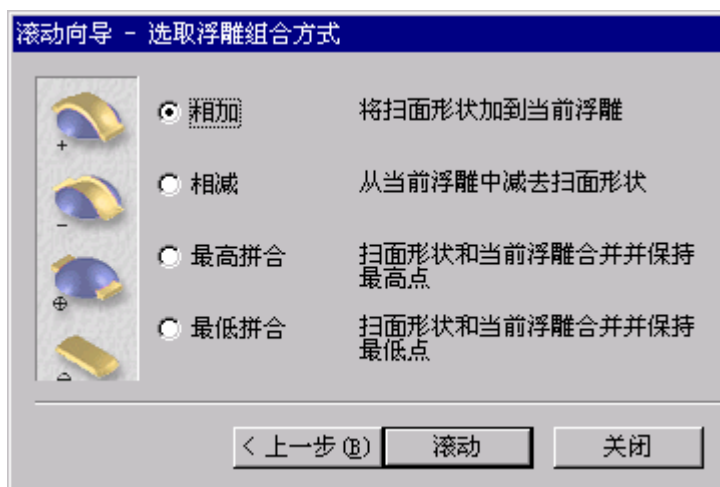 滚动向导 - 选取浮雕组合方式
相加 将扫面形状加到当前浮雕
相减 从当前浮雕中减去扫面形状
最高拼合 扫面形状和当前浮雕合并并保持
最高点
最低拼合 扫面形状和当前浮雕合并并保持
最低点
< 上一步(B) 滚动 关闭